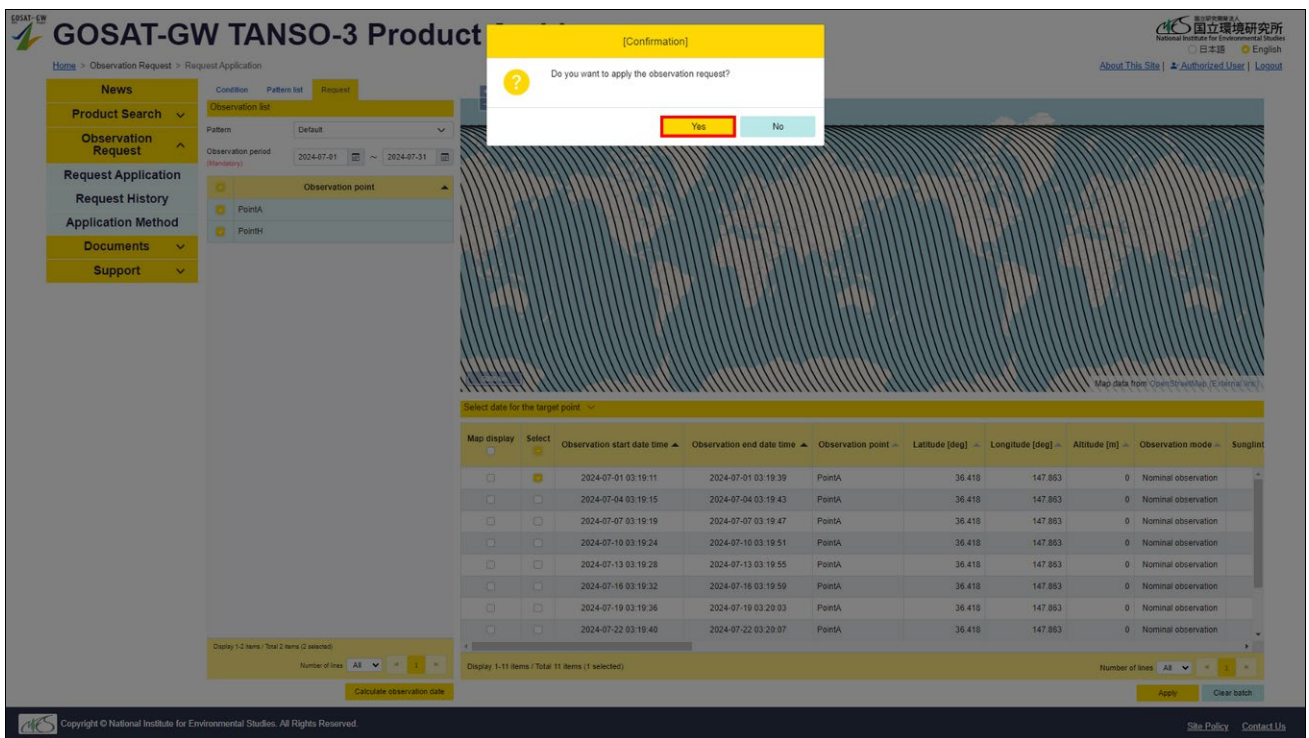 GOSAT-GW
GOSAT-GW TANSO-3 Product
国立研究開発法人
国立環境研究所
National Institute for Environmental Studies
日本語 English
Home > Observation Request > Request Application
About This Site | Authorized User | Logout
[Confirmation]
Do you want to apply the observation request?
Yes No
News
Product Search
Observation
Request
Request Application
Request History
Application Method
Documents
Support
Condition Pattern list Request
Observation list
Pattern Default
Observation period
(Mandatory)
2024-07-01 ~ 2024-07-31
Observation point
PointA
PointH
Display 1-2 items / Total 2 items (2 selected)
Number of lines All « 1 »
Calculate observation date
Map data from OpenStreetMap (External link)
Select date for the target point
Map display Select Observation start date time Observation end date time Observation point Latitude [deg] Longitude [deg] Altitude [m] Observation mode Sunglint
2024-07-01 03:19:11 2024-07-01 03:19:39 PointA 36.418 147.863 0 Nominal observation
2024-07-04 03:19:15 2024-07-04 03:19:43 PointA 36.418 147.863 0 Nominal observation
2024-07-07 03:19:19 2024-07-07 03:19:47 PointA 36.418 147.863 0 Nominal observation
2024-07-10 03:19:24 2024-07-10 03:19:51 PointA 36.418 147.863 0 Nominal observation
2024-07-13 03:19:28 2024-07-13 03:19:55 PointA 36.418 147.863 0 Nominal observation
2024-07-16 03:19:32 2024-07-16 03:19:59 PointA 36.418 147.863 0 Nominal observation
2024-07-19 03:19:36 2024-07-19 03:20:03 PointA 36.418 147.863 0 Nominal observation
2024-07-22 03:19:40 2024-07-22 03:20:07 PointA 36.418 147.863 0 Nominal observation
Display 1-11 items / Total 11 items (1 selected)
Number of lines All « 1 »
Apply Clear batch
Copyright © National Institute for Environmental Studies. All Rights Reserved.
Site Policy Contact Us